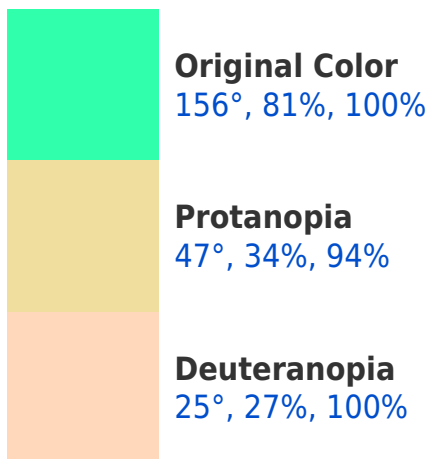 Original Color
156°, 81%, 100%
Protanopia
47°, 34%, 94%
Deuteranopia
25°, 27%, 100%